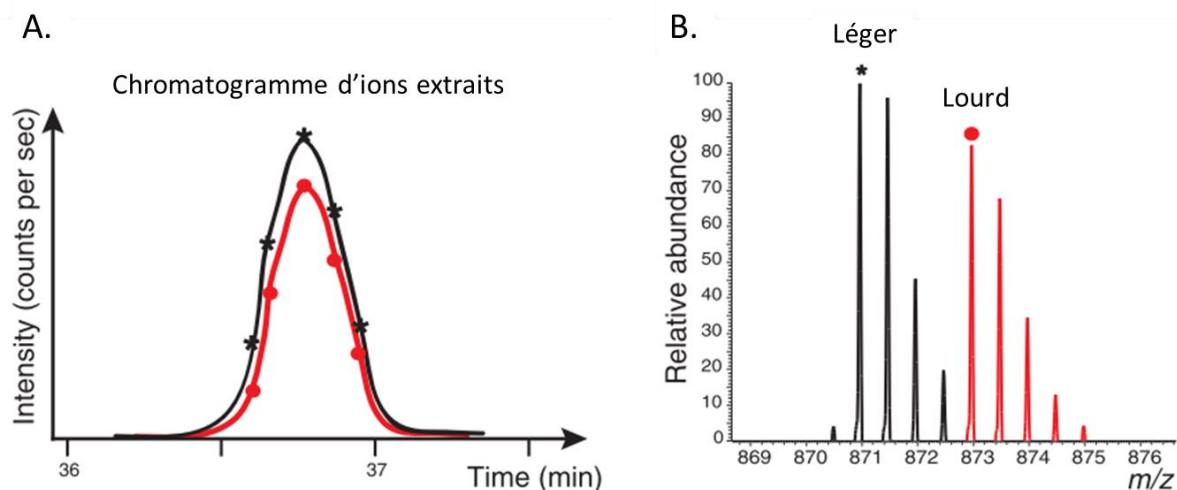 A.
Chromatogramme d'ions extraits
Intensity (counts per sec)
36
37
Time (min)
B.
Léger
*
Lourd
Relative abundance
100
90
80
70
60
50
40
30
20
10
0
869 870 871 872 873 874 875 876
m/z